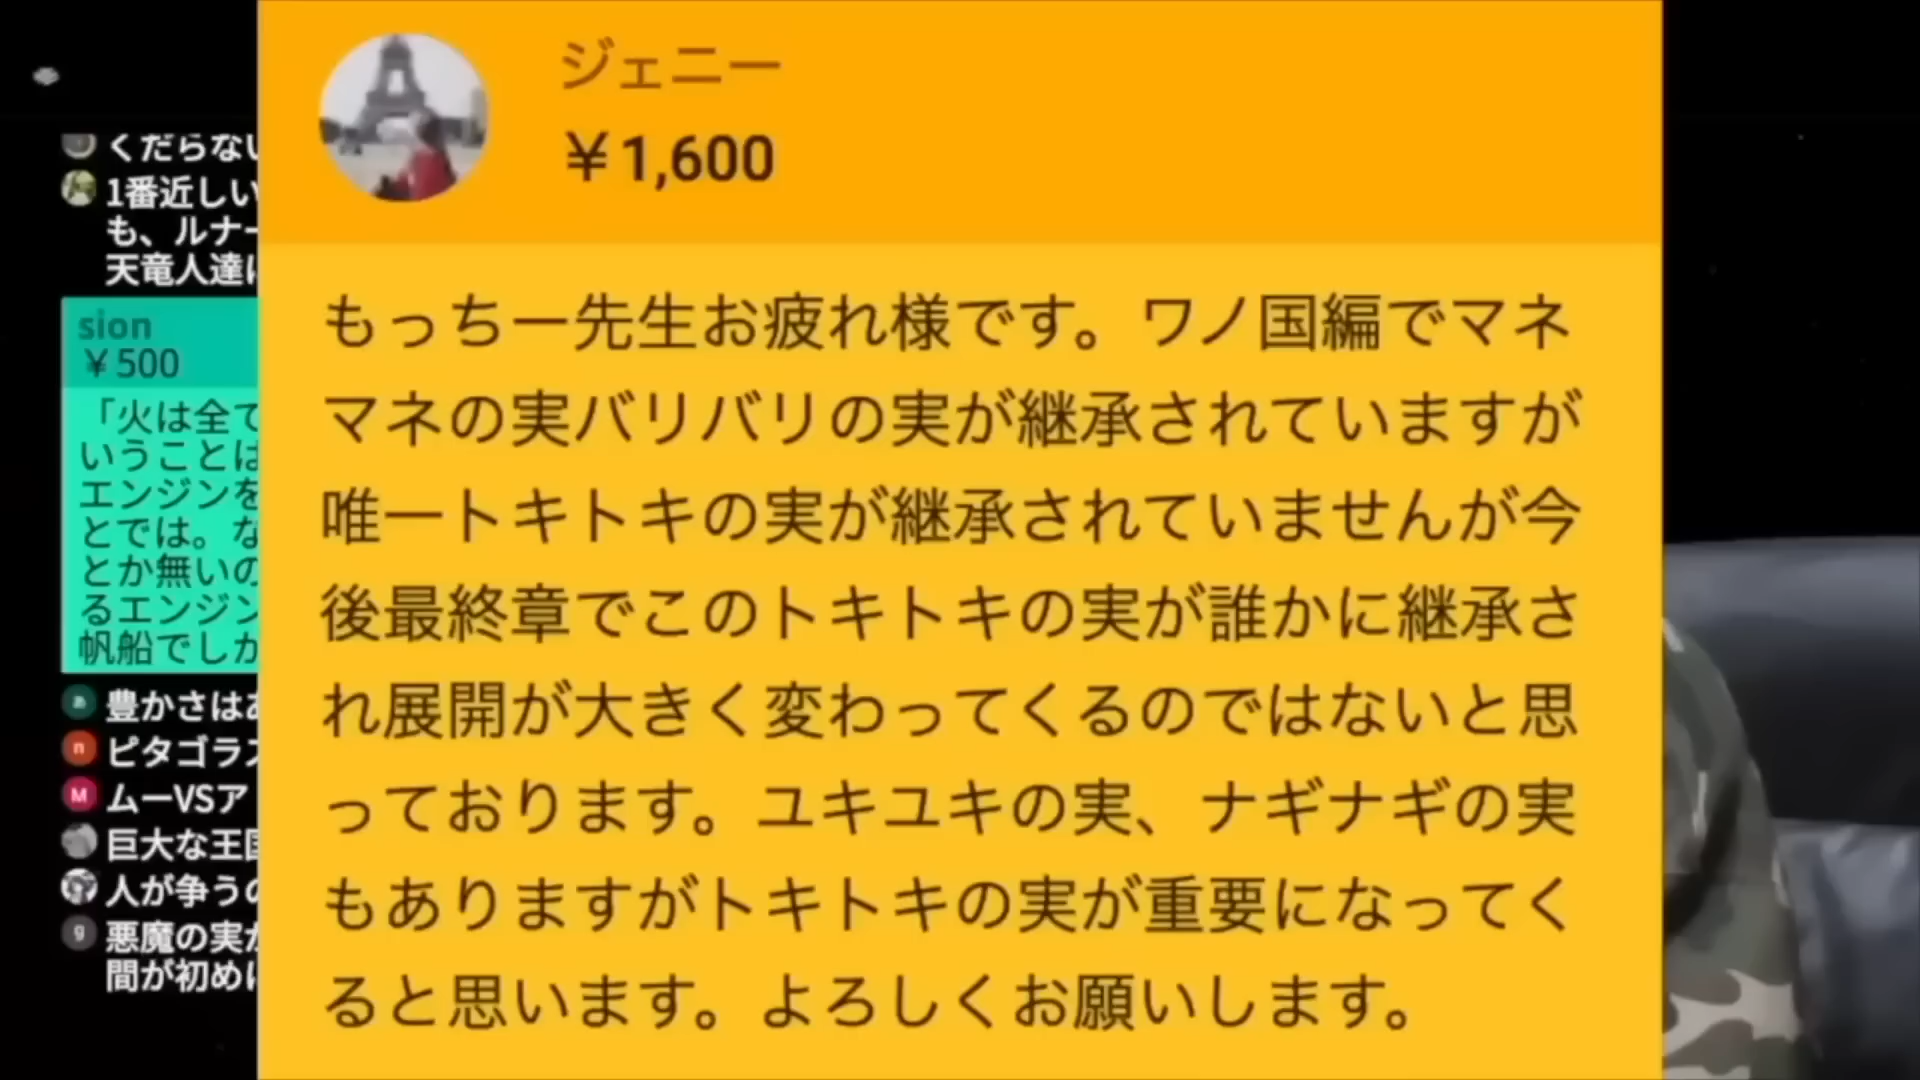 ジェニー
¥1,600
もっちー先生お疲れ様です。ワノ国編でマネ
マネの実バリバリの実が継承されていますが
唯一トキトキの実が継承されていませんが今
後最終章でこのトキトキの実が誰かに継承さ
れ展開が大きく変わってくるのではないと思
っております。ユキユキの実、ナギナギの実
もありますがトキトキの実が重要になってく
ると思います。よろしくお願いします。
くだらない
1番近しい
も、ルナー
天竜人達に
sion
¥500
「火は全て
いうことは
エンジンを
とでは。な
とか無いの
るエンジン
帆船でしか
あ 豊かさはあ
n ピタゴラス
M ムーVSア
巨大な王国
人が争うの
g 悪魔の実が
間が初めに